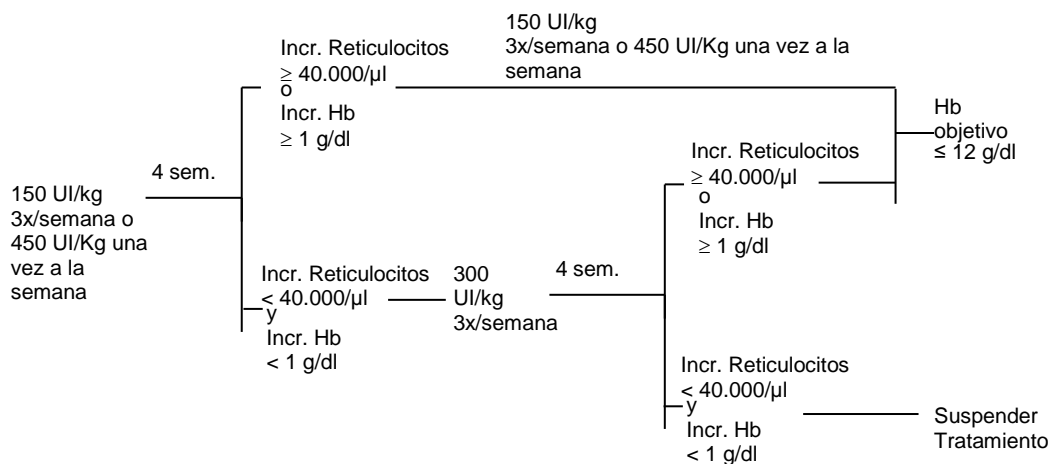 150 UI/kg
3x/semana o
450 UI/Kg una
vez a la
semana
4 sem.
Incr. Reticulocitos
≥ 40.000/µl
o
Incr. Hb
≥ 1 g/dl
150 UI/kg
3x/semana o 450 UI/Kg una vez a la
semana
Incr. Reticulocitos
< 40.000/µl
y
Incr. Hb
< 1 g/dl
300
UI/kg
3x/semana
4 sem.
Incr. Reticulocitos
≥ 40.000/µl
o
Incr. Hb
≥ 1 g/dl
Hb
objetivo
≤ 12 g/dl
Incr. Reticulocitos
< 40.000/µl
y
Incr. Hb
< 1 g/dl
Suspender
Tratamiento